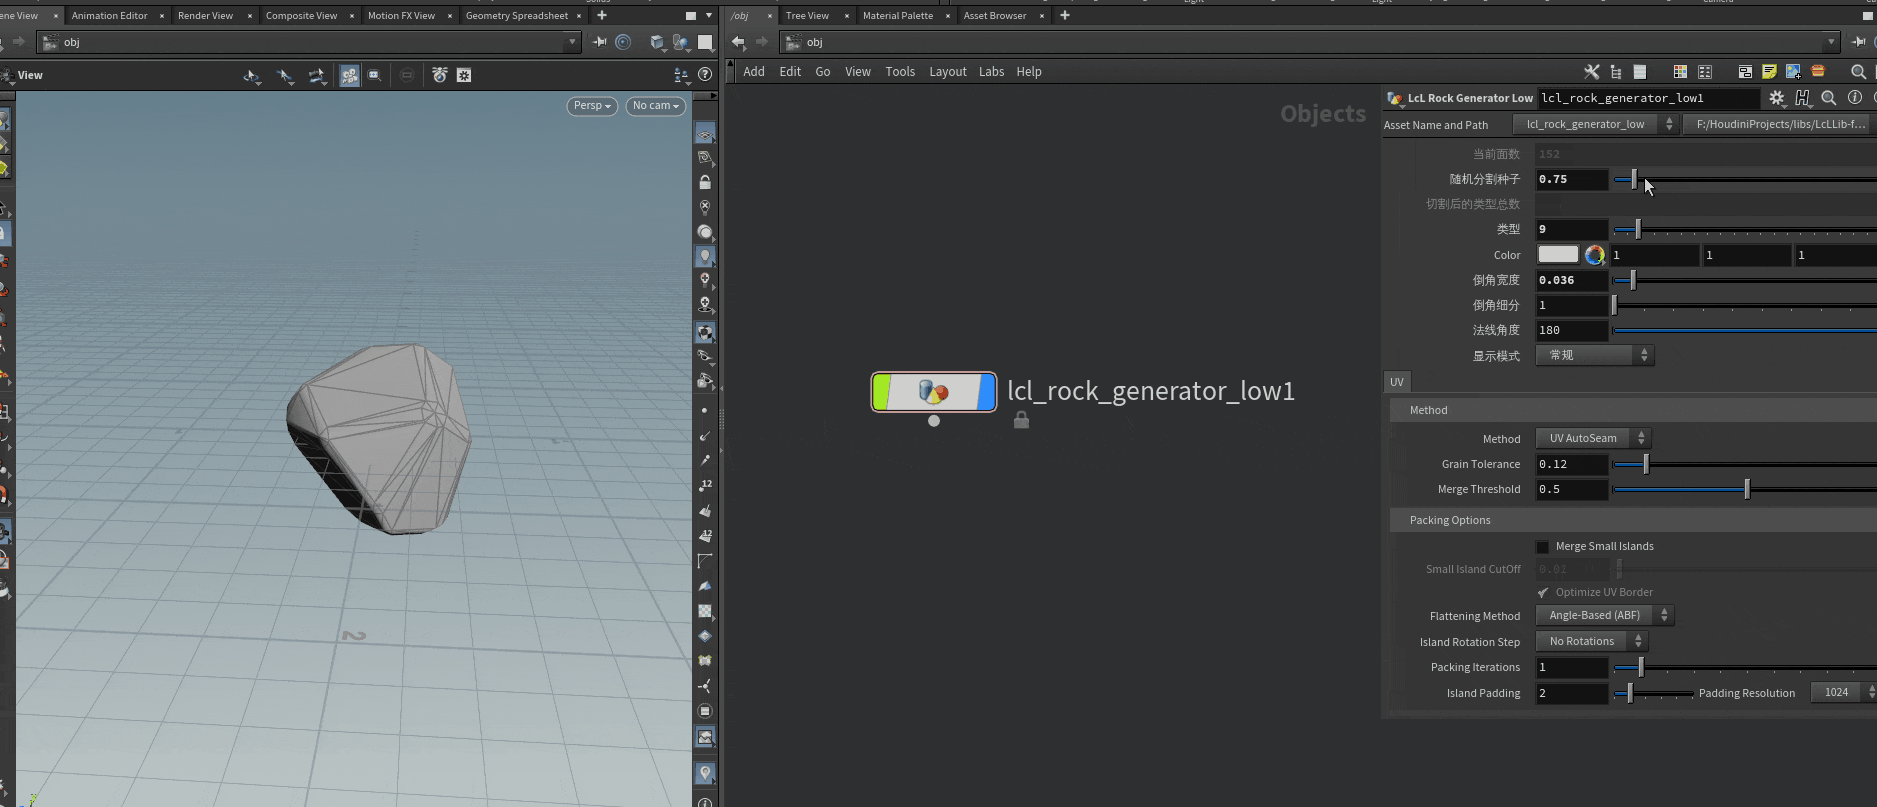 Animation Editor
Render View
Composite View
Motion FX View
Geometry Spreadsheet
/obj
Tree View
Material Palette
Asset Browser
obj
obj
View
Add Edit Go View Tools Layout Labs Help
Persp
No cam
Objects
2
12
12
lcl_rock_generator_low1
LcL Rock Generator Low lcl_rock_generator_low1
Asset Name and Path lcl_rock_generator_low F:/HoudiniProjects/libs/LcLLib-f...
当前面数 152
随机分割种子 0.75
切割后的类型总数
类型 9
Color 1 1 1
倒角宽度 0.036
倒角细分 1
法线角度 180
显示模式 常规
UV
Method
Method UV AutoSeam
Grain Tolerance 0.12
Merge Threshold 0.5
Packing Options
Merge Small Islands
Small Island CutOff 0.02
Optimize UV Border
Flattening Method Angle-Based (ABF)
Island Rotation Step No Rotations
Packing Iterations 1
Island Padding 2 Padding Resolution 1024